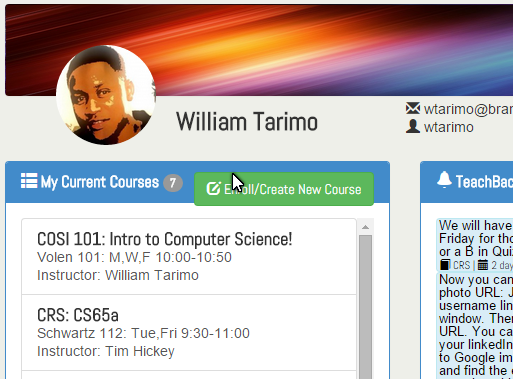 William Tarimo
wtarimo@bran
wtarimo
My Current Courses 7
Enroll/Create New Course
TeachBac
COSI 101: Intro to Computer Science!
Volen 101: M,W,F 10:00-10:50
Instructor: William Tarimo
CRS: CS65a
Schwartz 112: Tue,Fri 9:30-11:00
Instructor: Tim Hickey
We will have
Friday for tho
or a B in Quiz
CRS | 2 day
Now you can
photo URL: J
username lin
window. Ther
URL. You ca
your linkedIn
to Google im
and find the